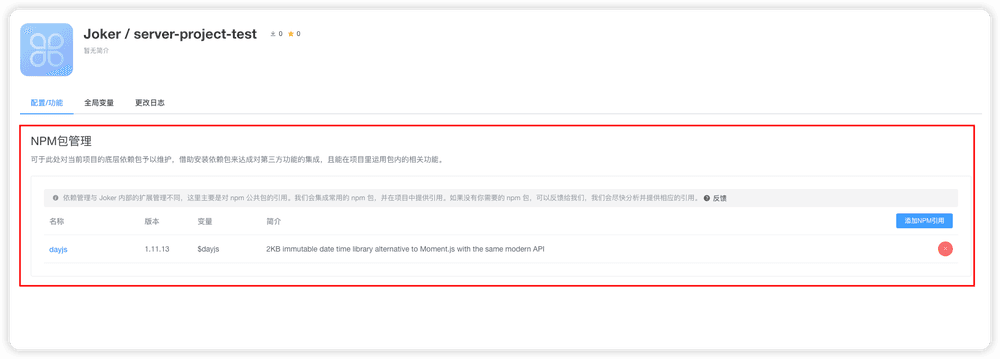 Joker / server-project-test 0 0
暂无简介
配置/功能 全局变量 更改日志
NPM包管理
可于此处对当前项目的底层依赖包予以维护，借助安装依赖包来达成对第三方功能的集成，且能在项目里运用包内的相关功能。
依赖管理与 Joker 内部的扩展管理不同，这里主要是对 npm 公共包的引用。我们会集成常用的 npm 包，并在项目中提供引用。如果没有你需要的 npm 包，可以反馈给我们，我们会尽快分析并提供相应的引用。 反馈
名称 版本 变量 简介 添加NPM引用
dayjs 1.11.13 $dayjs 2KB immutable date time library alternative to Moment.js with the same modern API